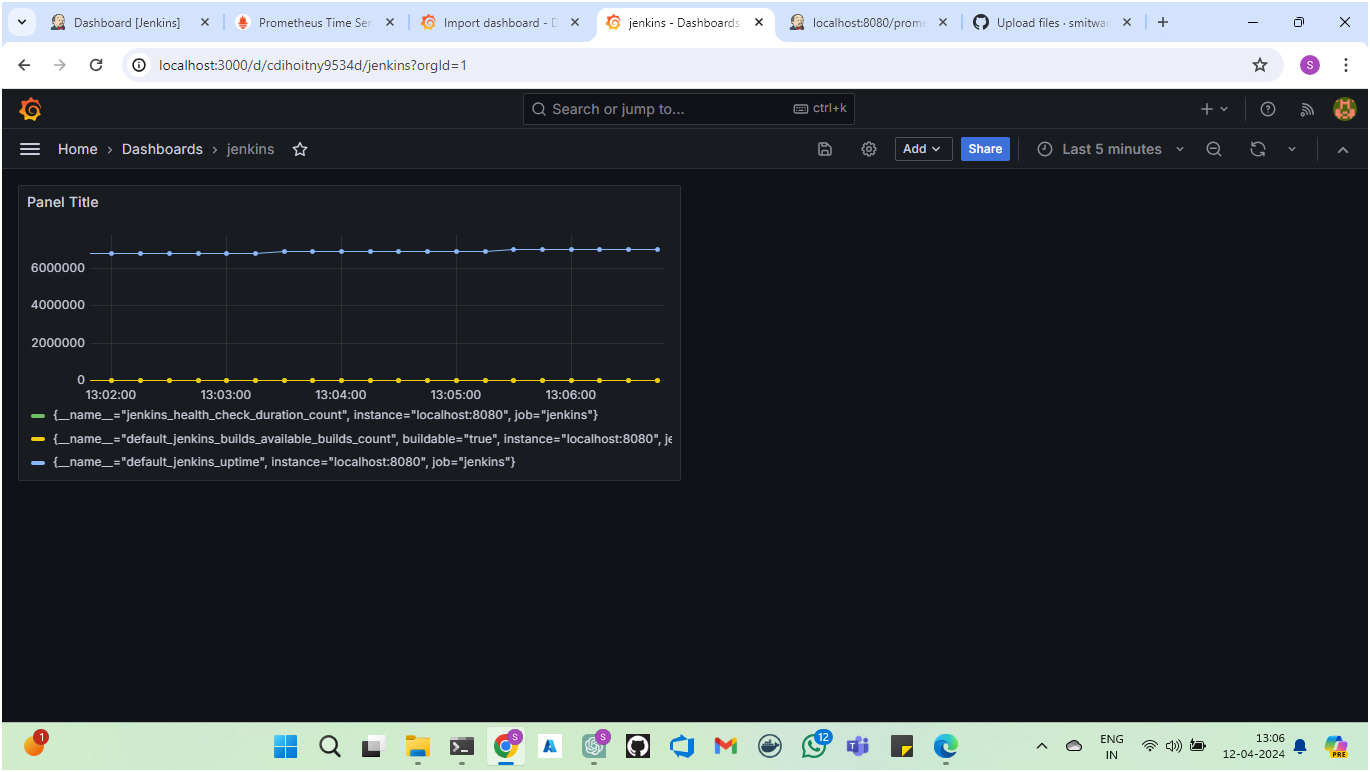 Dashboard [Jenkins]
Prometheus Time Ser
Import dashboard - D
jenkins - Dashboards
localhost:8080/prome
Upload files · smitwar
localhost:3000/d/cdihoitny9534d/jenkins?orgId=1
S
Search or jump to...
ctrl+k
Home › Dashboards › jenkins
Add
Share
Last 5 minutes
Panel Title
6000000
4000000
2000000
0
13:02:00 13:03:00 13:04:00 13:05:00 13:06:00
{__name__="jenkins_health_check_duration_count", instance="localhost:8080", job="jenkins"}
{__name__="default_jenkins_builds_available_builds_count", buildable="true", instance="localhost:8080", je
{__name__="default_jenkins_uptime", instance="localhost:8080", job="jenkins"}
1
S
S
12
PRE
ENG
IN
13:06
12-04-2024